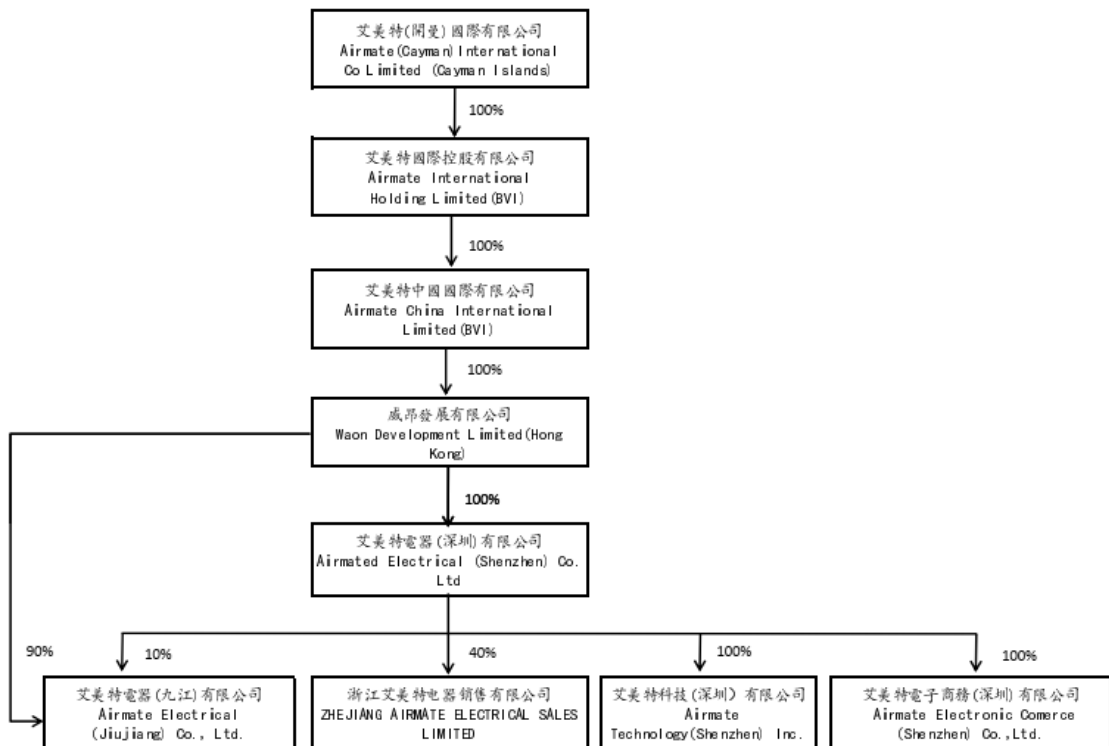 艾美特(開曼)國際有限公司
Airmate(Cayman)International
Co Limited (Cayman Islands)
100%
艾美特國際控股有限公司
Airmate International
Holding Limited(BVI)
100%
艾美特中國國際有限公司
Airmate China International
Limited(BVI)
100%
威昂發展有限公司
Waon Development Limited(Hong
Kong)
100%
艾美特電器(深圳)有限公司
Airmated Electrical (Shenzhen) Co.
Ltd
90%
10%
40%
100%
100%
艾美特電器(九江)有限公司
Airmate Electrical
(Jiujiang) Co., Ltd.
浙江艾美特电器銷售有限公司
ZHEJIANG AIRMATE ELECTRICAL SALES
LIMITED
艾美特科技(深圳）有限公司
Airmate
Technology(Shenzhen) Inc.
艾美特電子商務(深圳)有限公司
Airmate Electronic Comerce
(Shenzhen) Co.,Ltd.